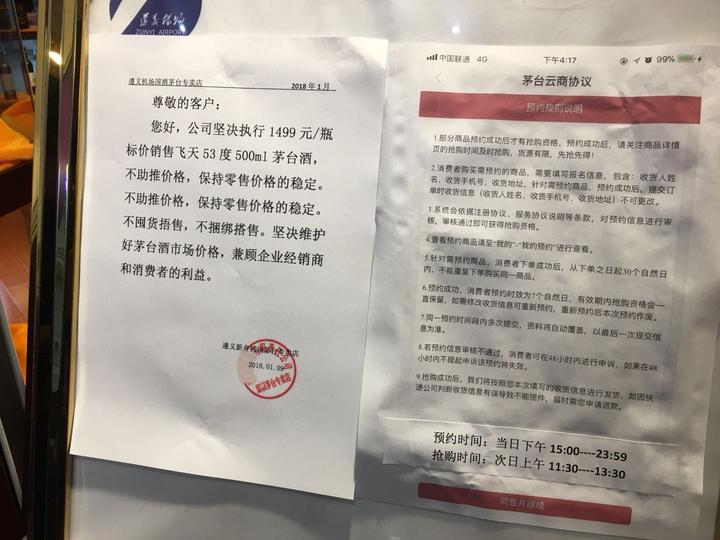 遵义机场
ZUNYI AIRPORT
遵义机场国酒茅台专卖店
2018 年 1月
尊敬的客户：
您好，公司坚决执行 1499 元/瓶
标价销售飞天 53 度 500ml 茅台酒，
不助推价格，保持零售价格的稳定。
不助推价格，保持零售价格的稳定。
不囤货捂售，不捆绑搭售。坚决维护
好茅台酒市场价格，兼顾企业经销商
和消费者的利益。
2018.01.09
中国联通 4G
下午4:17
99%
茅台云商协议
预约规则说明
1.部分商品预约成功后才有抢购资格，预约成功后，请关注商品详情
页的抢购时间及时抢购，货源有限，先抢先得！
2.消费者购买需预约的商品，需要填写报名信息，包含：收货人姓
名、收货手机号、收货地址，针对需预约商品，预约成功后。提交订
单时收货信息（收货人姓名、收货手机号、收货地址）不可更改。
3.系统会依据注册协议、服务协议说明等条款，对预约信息进行审
核，审核通过即可获得抢购资格。
4.查看预约商品请至“我的”-“我的预约”进行查看。
5.针对需预约商品，消费者下单成功后，从下单之日起30个自然日
内，不能重复下单购买同一商品。
6.预约成功，消费者预约时效为7个自然日，有效期内抢购资格会一
直保留，如需修改收货信息可重新预约，重新预约后本次预约作废。
7.同一预约时间段内多次提交，资料将自动覆盖，以最后一次提交信
息为准。
8.若预约信息审核不通过，消费者可在48小时内进行申诉，如果在48
小时内不提起申诉该预约将失效。
9.抢购成功后，我们将按照您本次填写的收货信息进行发货，如因快
递公司判断收货信息有误导致不能揽件，届时需您申请退款。
预约时间：当日下午 15:00----23:59
抢购时间：次日上午 11:30----13:30
同意并继续